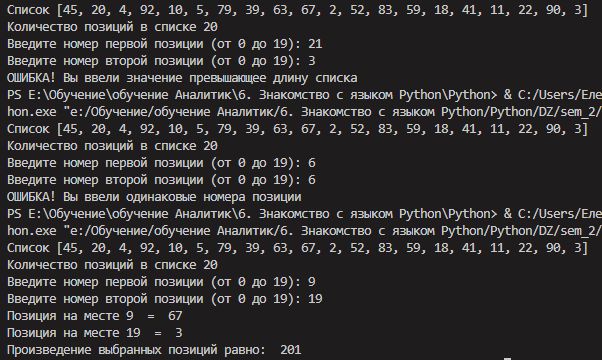 Список [45, 20, 4, 92, 10, 5, 79, 39, 63, 67, 2, 52, 83, 59, 18, 41, 11, 22, 90, 3]
Количество позиций в списке 20
Введите номер первой позиции (от 0 до 19): 21
Введите номер второй позиции (от 0 до 19): 3
ОШИБКА! Вы ввели значение превышающее длину списка
PS E:\Обучение\обучение Аналитик\6. Знакомство с языком Python\Python> & C:/Users/Еле
hon.exe "e:/Обучение/обучение Аналитик/6. Знакомство с языком Python/Python/DZ/sem_2/
Список [45, 20, 4, 92, 10, 5, 79, 39, 63, 67, 2, 52, 83, 59, 18, 41, 11, 22, 90, 3]
Количество позиций в списке 20
Введите номер первой позиции (от 0 до 19): 6
Введите номер второй позиции (от 0 до 19): 6
ОШИБКА! Вы ввели одинаковые номера позиции
PS E:\Обучение\обучение Аналитик\6. Знакомство с языком Python\Python> & C:/Users/Еле
hon.exe "e:/Обучение/обучение Аналитик/6. Знакомство с языком Python/Python/DZ/sem_2/
Список [45, 20, 4, 92, 10, 5, 79, 39, 63, 67, 2, 52, 83, 59, 18, 41, 11, 22, 90, 3]
Количество позиций в списке 20
Введите номер первой позиции (от 0 до 19): 9
Введите номер второй позиции (от 0 до 19): 19
Позиция на месте 9  =  67
Позиция на месте 19  =  3
Произведение выбранных позиций равно:  201